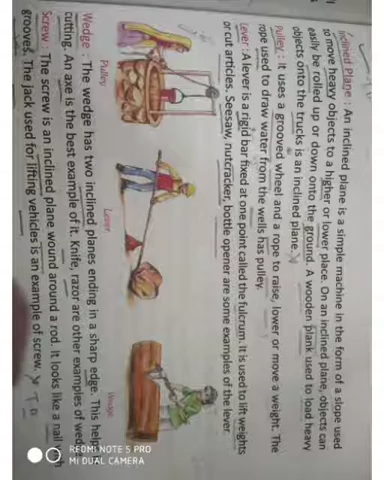 Inclined Plane : An inclined plane is a simple machine in the form of a slope used
to move heavy objects to a higher or lower place. On an inclined plane, objects can
easily be rolled up or down onto the ground. A wooden plank used to load heavy
objects onto the trucks is an inclined plane.
Pulley : It uses a grooved wheel and a rope to raise, lower or move a weight. The
rope used to draw water from the wells has pulley.
Lever : A lever is a rigid bar fixed at one point called the fulcrum. It is used to lift weights
or cut articles. Seesaw, nutcracker, bottle opener are some examples of the lever
Pulley
Lever
Wedge
Wedge : The wedge has two inclined planes ending in a sharp edge. This help
cutting. An axe is the best example of it. Knife, razor are other examples of wed
Screw : The screw is an inclined plane wound around a rod. It looks like a nail
grooves. The jack used for lifting vehicles is an example of screw.
REDMI NOTE 5 PRO
MI DUAL CAMERA